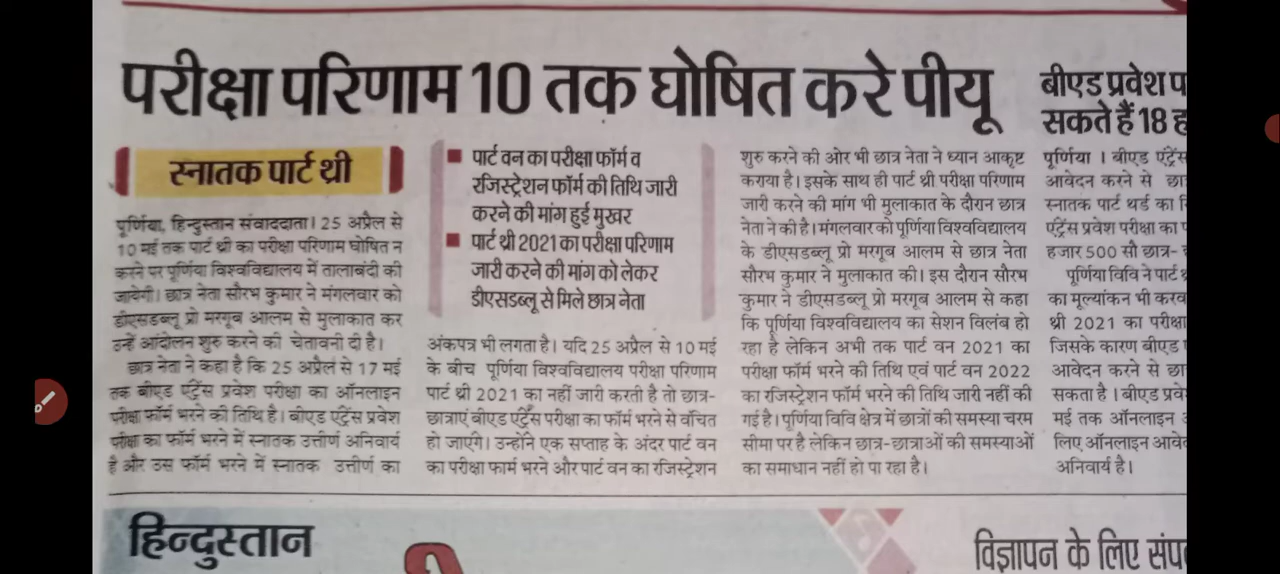 परीक्षा परिणाम 10 तक घोषित करे पीयू
स्नातक पार्ट थ्री
पूर्णिया, हिन्दुस्तान संवाददाता। 25 अप्रैल से
10 मई तक पार्ट थ्री का परीक्षा परिणाम घोषित न
करने पर पूर्णिया विश्वविद्यालय में तालाबंदी की
जायेगी। छात्र नेता सौरभ कुमार ने मंगलवार को
डीएसडब्लू प्रो मरगूब आलम से मुलाकात कर
उन्हें आंदोलन शुरु करने की चेतावनी दी है।
छात्र नेता ने कहा है कि 25 अप्रैल से 17 मई
तक बीएड एंट्रेंस प्रवेश परीक्षा का ऑनलाइन
परीक्षा फॉर्म भरने की तिथि है। बीएड एंट्रेंस प्रवेश
परीक्षा का फॉर्म भरने में स्नातक उत्तीर्ण अनिवार्य
है और उस फॉर्म भरने में स्नातक उत्तीर्ण का
पार्ट वन का परीक्षा फॉर्म व
रजिस्ट्रेशन फॉर्म की तिथि जारी
करने की मांग हुई मुखर
पार्ट थ्री 2021 का परीक्षा परिणाम
जारी करने की मांग को लेकर
डीएसडब्लू से मिले छात्र नेता
अंकपत्र भी लगता है। यदि 25 अप्रैल से 10 मई
के बीच पूर्णिया विश्वविद्यालय परीक्षा परिणाम
पार्ट थ्री 2021 का नहीं जारी करती है तो छात्र-
छात्राएं बीएड एंट्रेंस परीक्षा का फॉर्म भरने से वंचित
हो जाएंगे। उन्होंने एक सप्ताह के अंदर पार्ट वन
का परीक्षा फार्म भरने और पार्ट वन का रजिस्ट्रेशन
शुरु करने की ओर भी छात्र नेता ने ध्यान आकृष्ट
कराया है। इसके साथ ही पार्ट थ्री परीक्षा परिणाम
जारी करने की मांग भी मुलाकात के दौरान छात्र
नेता ने की है। मंगलवार को पूर्णिया विश्वविद्यालय
के डीएसडब्लू प्रो मरगूब आलम से छात्र नेता
सौरभ कुमार ने मुलाकात की। इस दौरान सौरभ
कुमार ने डीएसडब्लू प्रो मरगूब आलम से कहा
कि पूर्णिया विश्वविद्यालय का सेशन विलंब हो
रहा है लेकिन अभी तक पार्ट वन 2021 का
परीक्षा फॉर्म भरने की तिथि एवं पार्ट वन 2022
का रजिस्ट्रेशन फॉर्म भरने की तिथि जारी नहीं की
गई है। पूर्णिया विवि क्षेत्र में छात्रों की समस्या चरम
सीमा पर है लेकिन छात्र-छात्राओं की समस्याओं
का समाधान नहीं हो पा रहा है।
बीएड प्रवेश
सकते हैं 18
पूर्णिया। बीएड एंट्रेंस
आवेदन करने से
स्नातक पार्ट थर्ड का
एंट्रेंस प्रवेश परीक्षा का
हजार 500 सौ छात्र-
पूर्णिया विवि ने पार्ट
का मूल्यांकन भी
थ्री 2021 का परीक्षा
जिसके कारण बीएड
आवेदन करने से
सकता है। बीएड
मई तक ऑनलाइन
लिए ऑनलाइन
अनिवार्य है।
हिन्दुस्तान
विज्ञापन के लिए